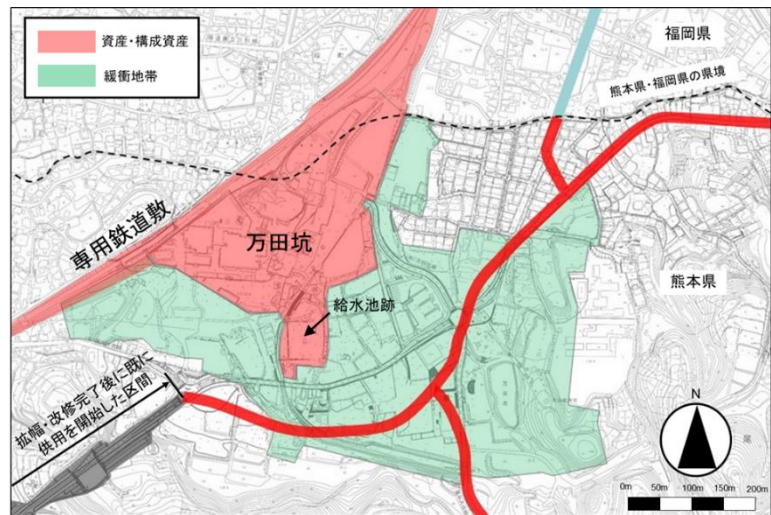 資産・構成資産
緩衝地帯
福岡県
熊本県・福岡県の県境
専用鉄道敷
万田坑
熊本県
給水池跡
拡幅・改修完了後に既に
供用を開始した区間
N
0m 50m 100m 150m 200m